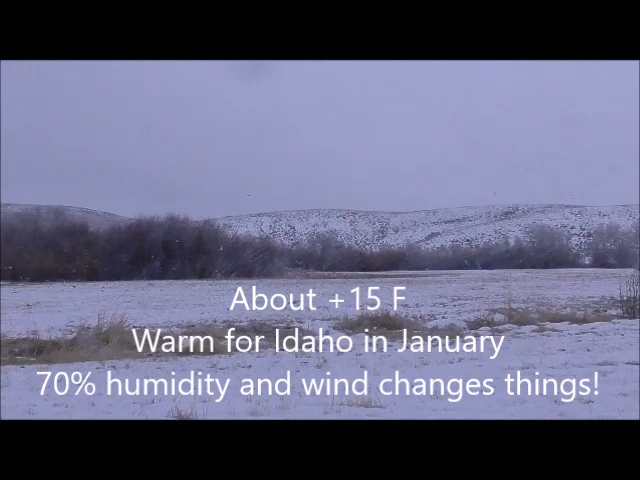 About +15 F
Warm for Idaho in January
70% humidity and wind changes things!